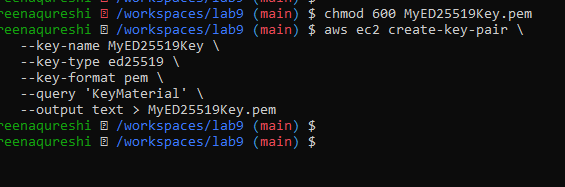 reenaqureshi /workspaces/lab9 (main) $ chmod 600 MyED25519Key.pem
reenaqureshi /workspaces/lab9 (main) $ aws ec2 create-key-pair \
--key-name MyED25519Key \
--key-type ed25519 \
--key-format pem \
--query 'KeyMaterial' \
--output text > MyED25519Key.pem
reenaqureshi /workspaces/lab9 (main) $
reenaqureshi /workspaces/lab9 (main) $